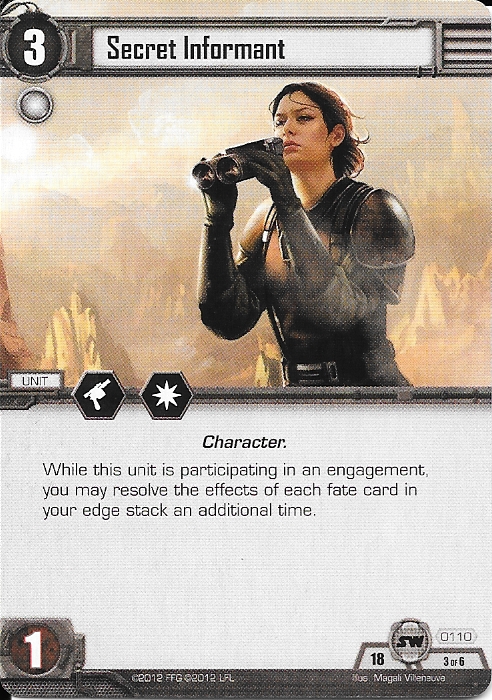 3
Secret Informant
UNIT
Character.
While this unit is participating in an engagement,
you may resolve the effects of each fate card in
your edge stack an additional time.
1
©2012 FFG ©2012 LFL
SW
0110
18
3 OF 6
Illus. Magali Villeneuve